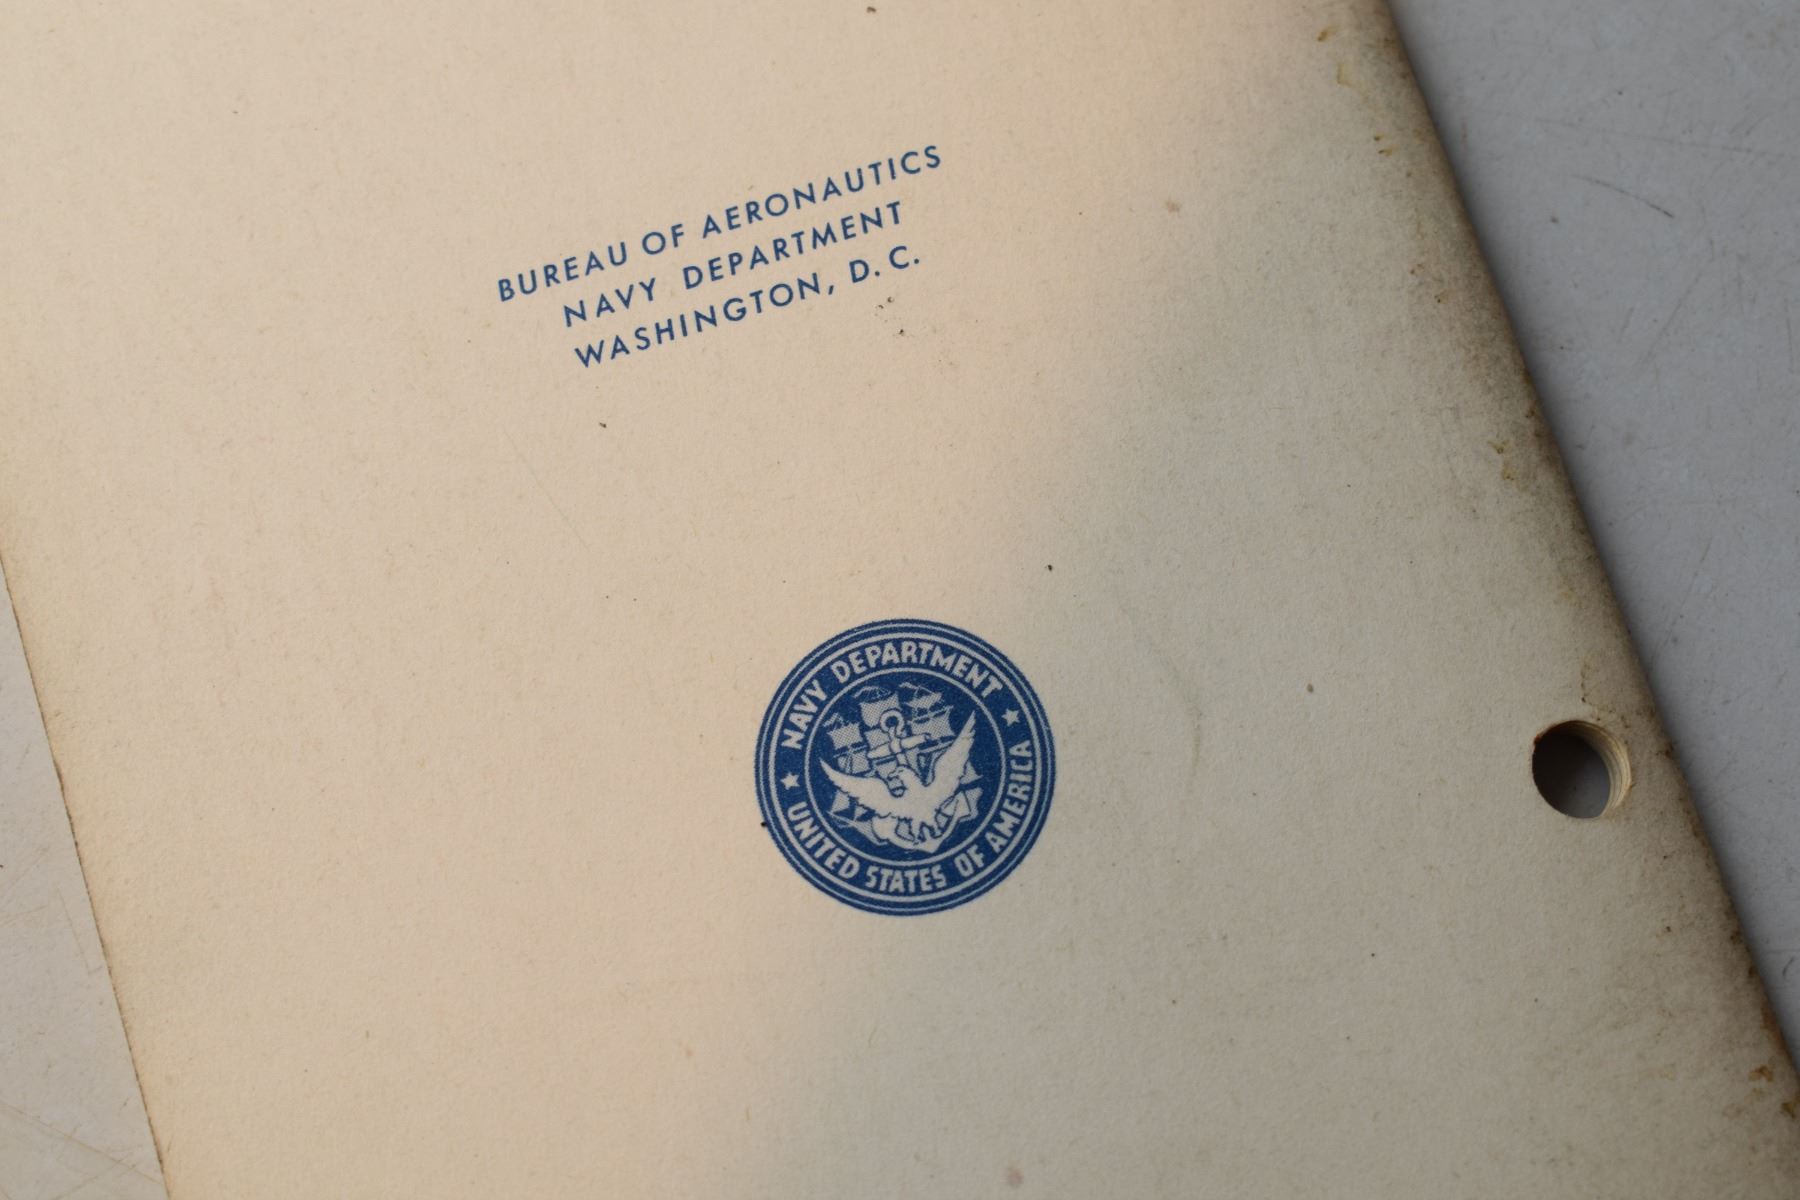 BUREAU OF AERONAUTICS
NAVY DEPARTMENT
WASHINGTON, D. C.
NAVY DEPARTMENT
UNITED STATES OF AMERICA